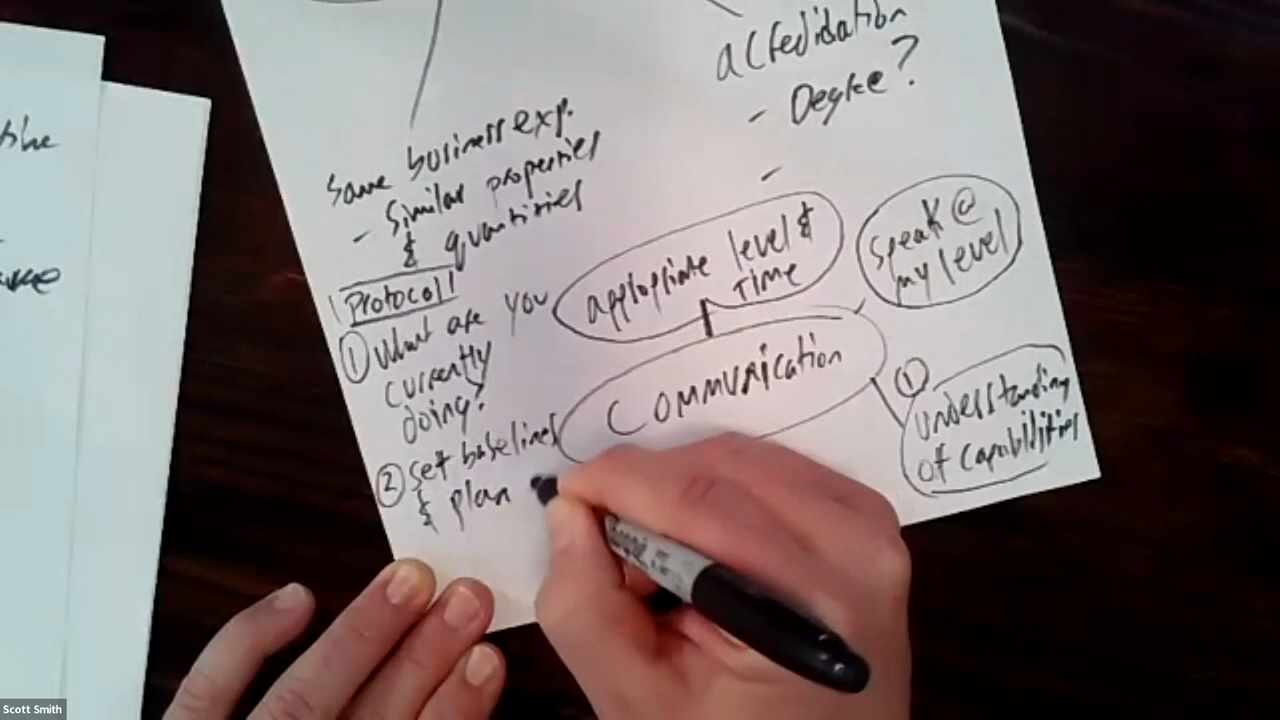 accredidation
- Degree?
-
Same business exp.
- Similar properties
& quantities
Protocol!
① What are you
currently
doing?
② set baselines
& plan
appropriate level &
Time
Speak @
my level
Communication
①
understanding
of capabilities
Scott Smith